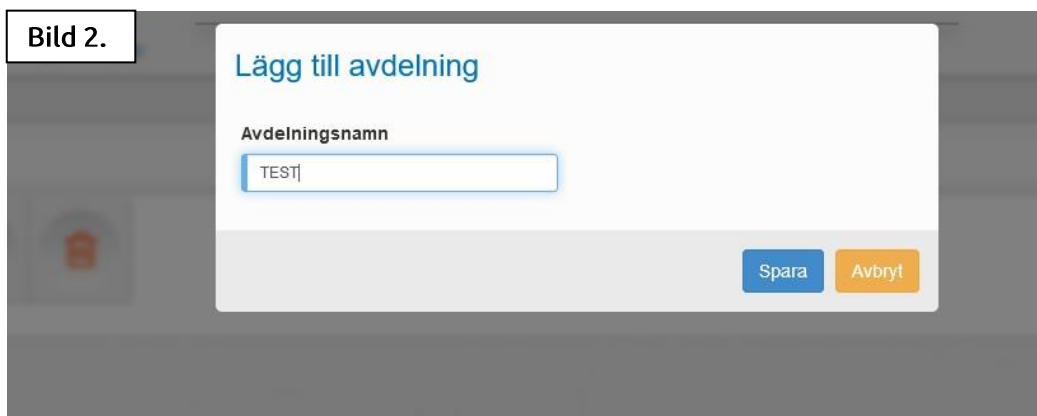 Bild 2.
Lägg till avdelning
Avdelningsnamn
TEST
Spara Avbryt